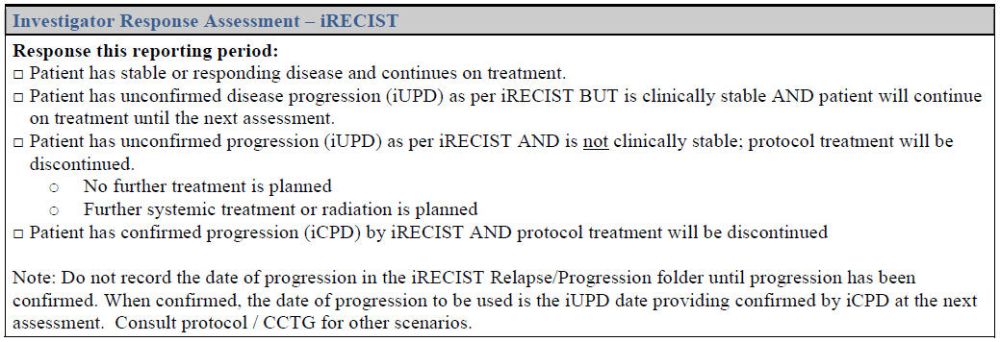 Investigator Response Assessment – iRECIST
Response this reporting period:
□ Patient has stable or responding disease and continues on treatment.
□ Patient has unconfirmed disease progression (iUPD) as per iRECIST BUT is clinically stable AND patient will continue
on treatment until the next assessment.
□ Patient has unconfirmed progression (iUPD) as per iRECIST AND is not clinically stable; protocol treatment will be
discontinued.
○ No further treatment is planned
○ Further systemic treatment or radiation is planned
□ Patient has confirmed progression (iCPD) by iRECIST AND protocol treatment will be discontinued
Note: Do not record the date of progression in the iRECIST Relapse/Progression folder until progression has been
confirmed. When confirmed, the date of progression to be used is the iUPD date providing confirmed by iCPD at the next
assessment.  Consult protocol / CCTG for other scenarios.